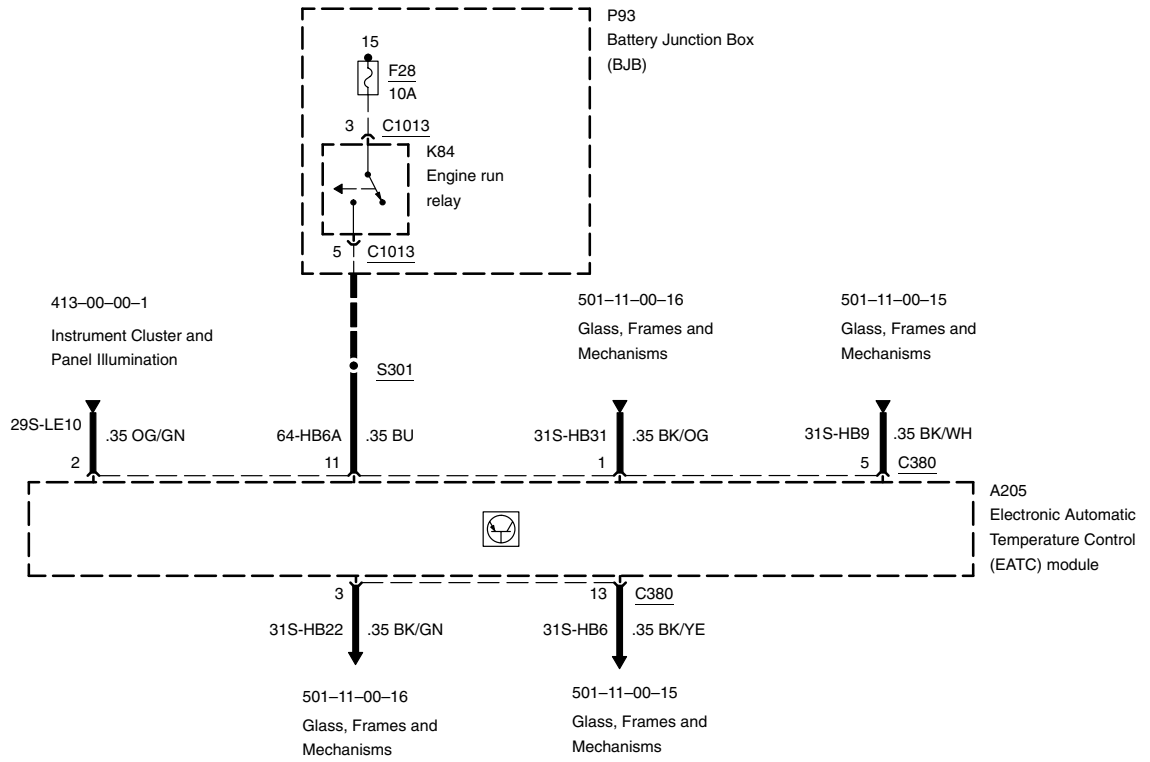 P93
Battery Junction Box
(BJB)
15
F28
10A
3 C1013
K84
Engine run
relay
5 C1013
413–00–00–1
Instrument Cluster and
Panel Illumination
501–11–00–16
Glass, Frames and
Mechanisms
501–11–00–15
Glass, Frames and
Mechanisms
S301
29S-LE10 .35 OG/GN
64-HB6A .35 BU
31S-HB31 .35 BK/OG
31S-HB9 .35 BK/WH
2 11 1 5 C380
A205
Electronic Automatic
Temperature Control
(EATC) module
3 13 C380
31S-HB22 .35 BK/GN
31S-HB6 .35 BK/YE
501–11–00–16
Glass, Frames and
Mechanisms
501–11–00–15
Glass, Frames and
Mechanisms